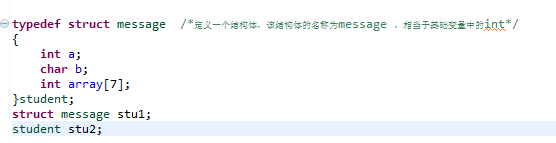 typedef struct message  /*定义一个结构体，该结构体的名称为message ，相当于基础变量中的int*/
{
    int a;
    char b;
    int array[7];
}student;
struct message stu1;
student stu2;